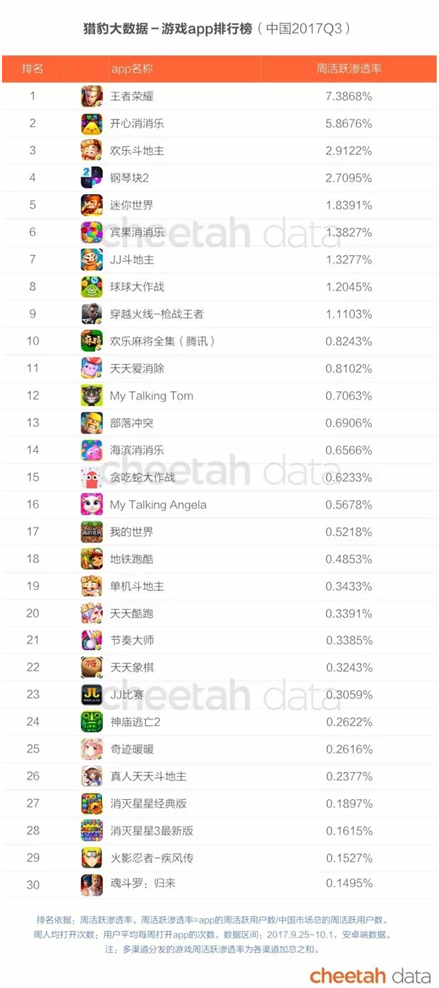 猎豹大数据-游戏app排行榜（中国2017Q3）
排名 app名称 周活跃渗透率
1 王者荣耀 7.3868%
2 开心消消乐 5.8676%
3 欢乐斗地主 2.9122%
4 钢琴块2 2.7095%
5 迷你世界 1.8391%
6 宾果消消乐 1.3827%
cheetah data
7 JJ斗地主 1.3277%
8 球球大作战 1.2045%
9 穿越火线-枪战王者 1.1103%
10 欢乐麻将全集（腾讯） 0.8243%
11 天天爱消除 0.8102%
12 My Talking Tom 0.7063%
13 部落冲突 0.6906%
14 海滨消消乐 0.6566%
15 贪吃蛇大作战 0.6233%
cheetah data
16 My Talking Angela 0.5678%
17 我的世界 0.5218%
18 地铁跑酷 0.4853%
19 单机斗地主 0.3433%
20 天天酷跑 0.3391%
21 节奏大师 0.3385%
22 天天象棋 0.3243%
23 JJ比赛 0.3059%
cheetah data
24 神庙逃亡2 0.2622%
25 奇迹暖暖 0.2616%
26 真人天天斗地主 0.2377%
27 消灭星星经典版 0.1897%
28 消灭星星3最新版 0.1615%
29 火影忍者-疾风传 0.1527%
30 魂斗罗：归来 0.1495%
排名依据：周活跃渗透率。周活跃渗透率=app的周活跃用户数/中国市场总的周活跃用户数。
周人均打开次数：用户平均每周打开app的次数。数据区间：2017.9.25~10.1，安卓端数据。
注：多渠道分发的游戏周活跃渗透率为各渠道加总之和。
cheetah data